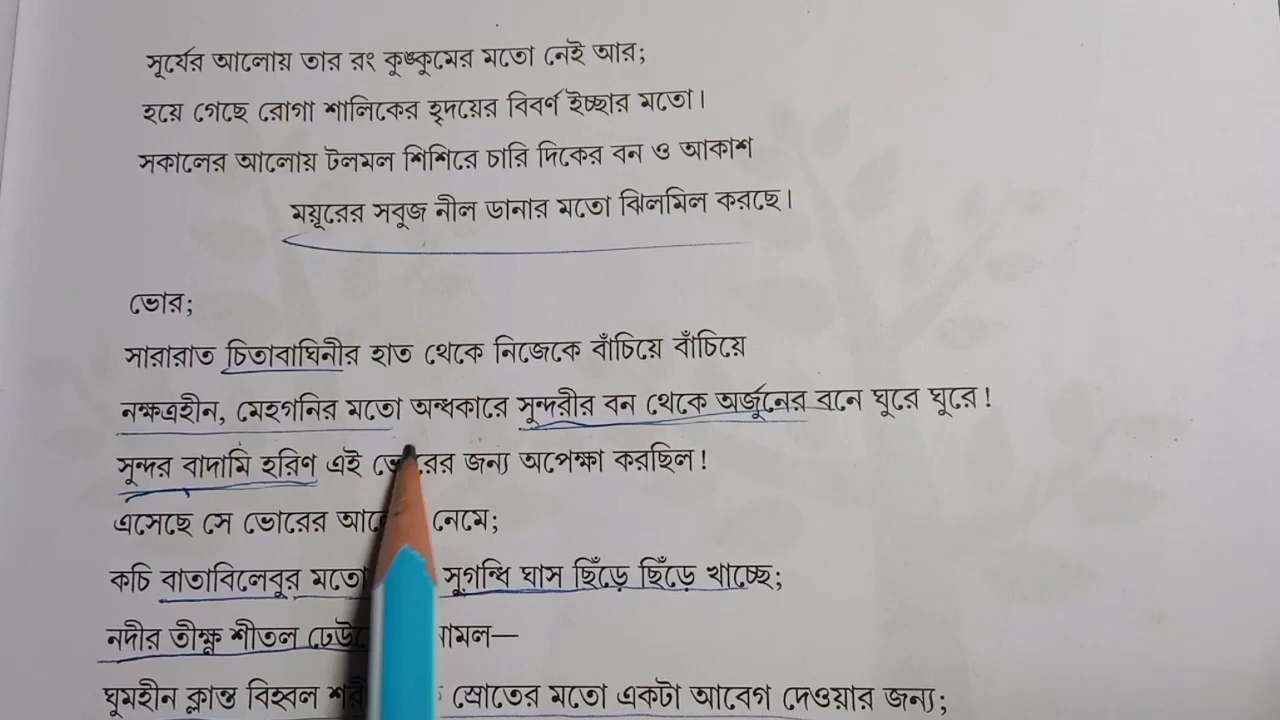 সূর্যের আলোয় তার রং কুঙ্কুমের মতো নেই আর;
হয়ে গেছে রোগা শালিকের হৃদয়ের বিবর্ণ ইচ্ছার মতো।
সকালের আলোয় টলমল শিশিরে চারি দিকের বন ও আকাশ
ময়ূরের সবুজ নীল ডানার মতো ঝিলমিল করছে।
ভোর;
সারারাত চিতাবাঘিনীর হাত থেকে নিজেকে বাঁচিয়ে বাঁচিয়ে
নক্ষত্রহীন, মেহগনির মতো অন্ধকারে সুন্দরীর বন থেকে অর্জুনের বনে ঘুরে ঘুরে!
সুন্দর বাদামি হরিণ এই ভোরের জন্য অপেক্ষা করছিল!
এসেছে সে ভোরের নেমে;
কচি বাতাবিলেবুর মতো সুগন্ধি ঘাস ছিঁড়ে ছিঁড়ে খাচ্ছে;
নদীর তীক্ষ্ণ শীতল
ঘুমহীন ক্লান্ত বিহ্বল স্রোতের মতো একটা আবেগ দেওয়ার জন্য;